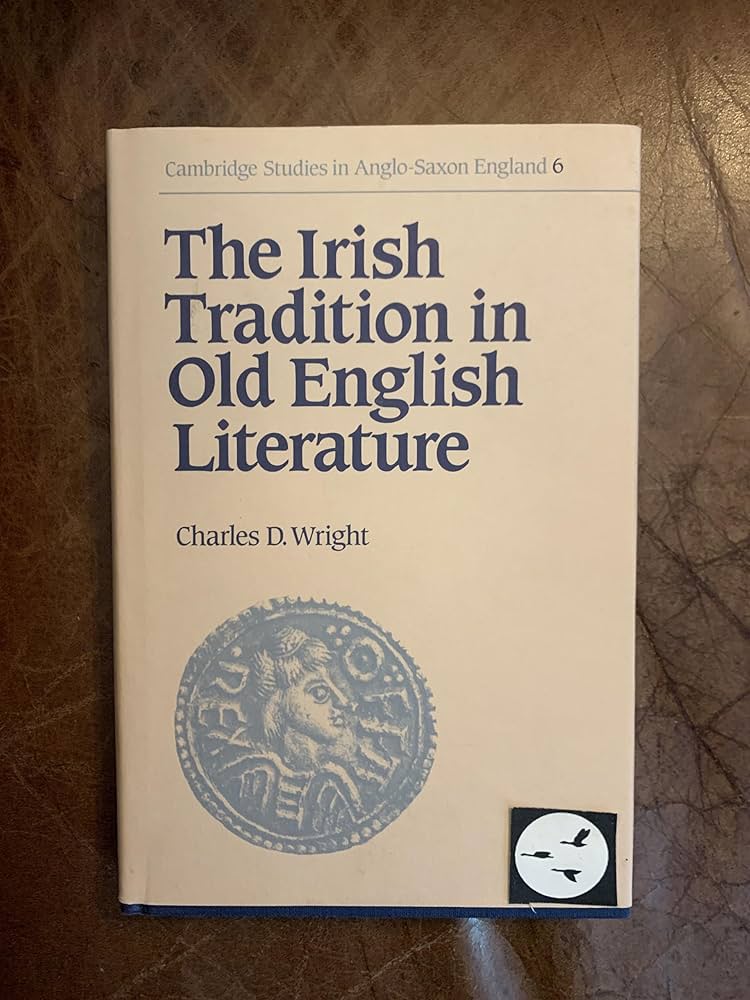 Cambridge Studies in Anglo-Saxon England 6
The Irish
Tradition in
Old English
Literature
Charles D. Wright